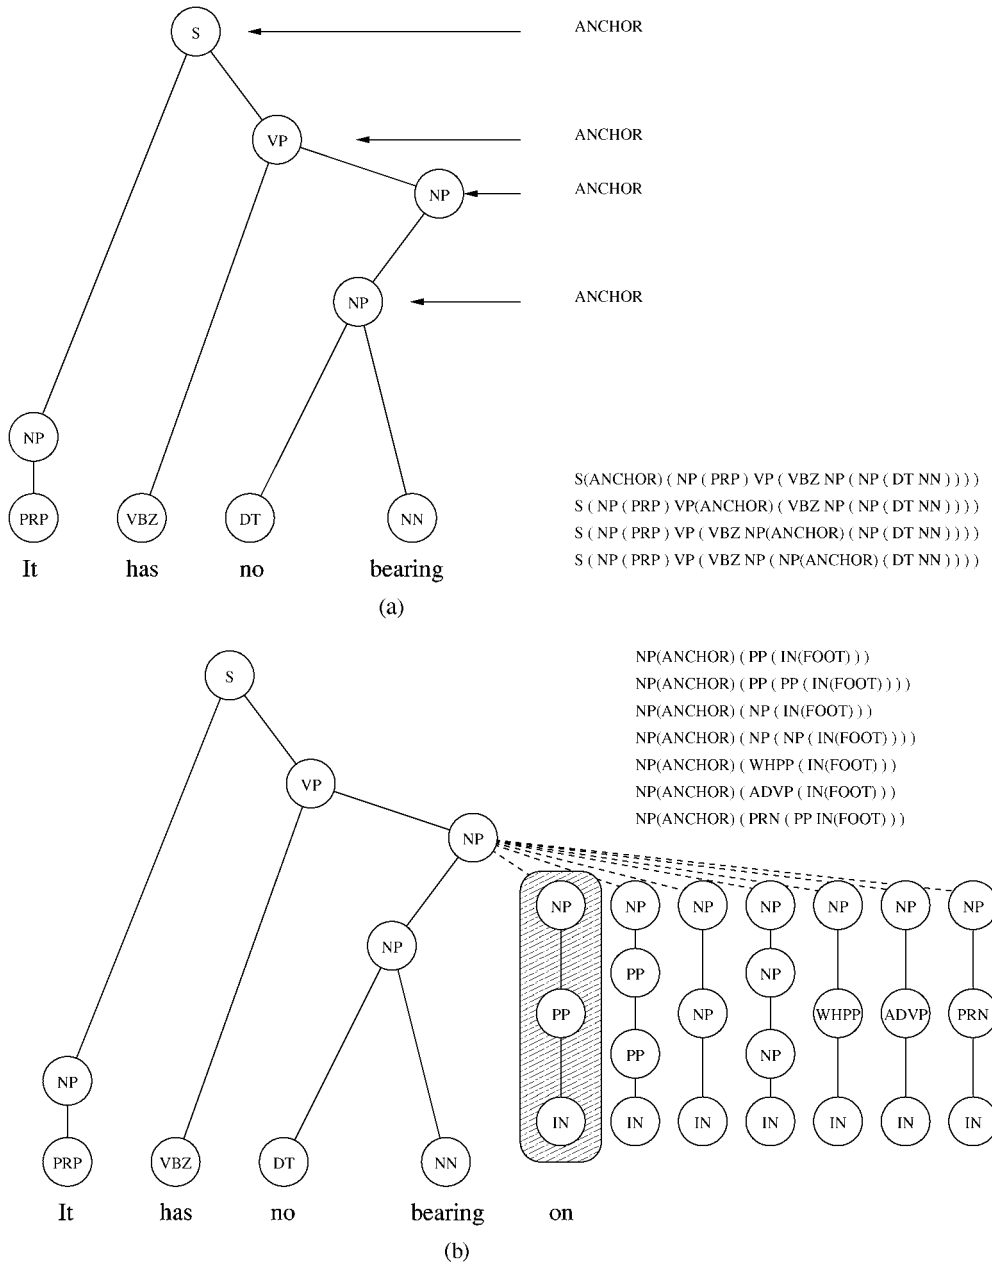 S ANCHOR
VP ANCHOR
NP ANCHOR
NP ANCHOR
NP
S(ANCHOR) ( NP ( PRP ) VP ( VBZ NP ( NP ( DT NN ) ) ) )
S ( NP ( PRP ) VP(ANCHOR) ( VBZ NP ( NP ( DT NN ) ) ) )
S ( NP ( PRP ) VP ( VBZ NP(ANCHOR) ( NP ( DT NN ) ) ) )
S ( NP ( PRP ) VP ( VBZ NP ( NP(ANCHOR) ( DT NN ) ) ) )
PRP VBZ DT NN
It has no bearing
(a)
NP(ANCHOR) ( PP ( IN(FOOT) ) )
NP(ANCHOR) ( PP ( PP ( IN(FOOT) ) ) )
NP(ANCHOR) ( NP ( IN(FOOT) ) )
NP(ANCHOR) ( NP ( NP ( IN(FOOT) ) ) )
NP(ANCHOR) ( WHPP ( IN(FOOT) ) )
NP(ANCHOR) ( ADVP ( IN(FOOT) ) )
NP(ANCHOR) ( PRN ( PP IN(FOOT) ) )
S
VP
NP
NP NP NP NP NP NP NP
NP
PP NP
PP NP WHPP ADVP PRN
PP NP
NP
IN IN IN IN IN IN IN
PRP VBZ DT NN
It has no bearing on
(b)